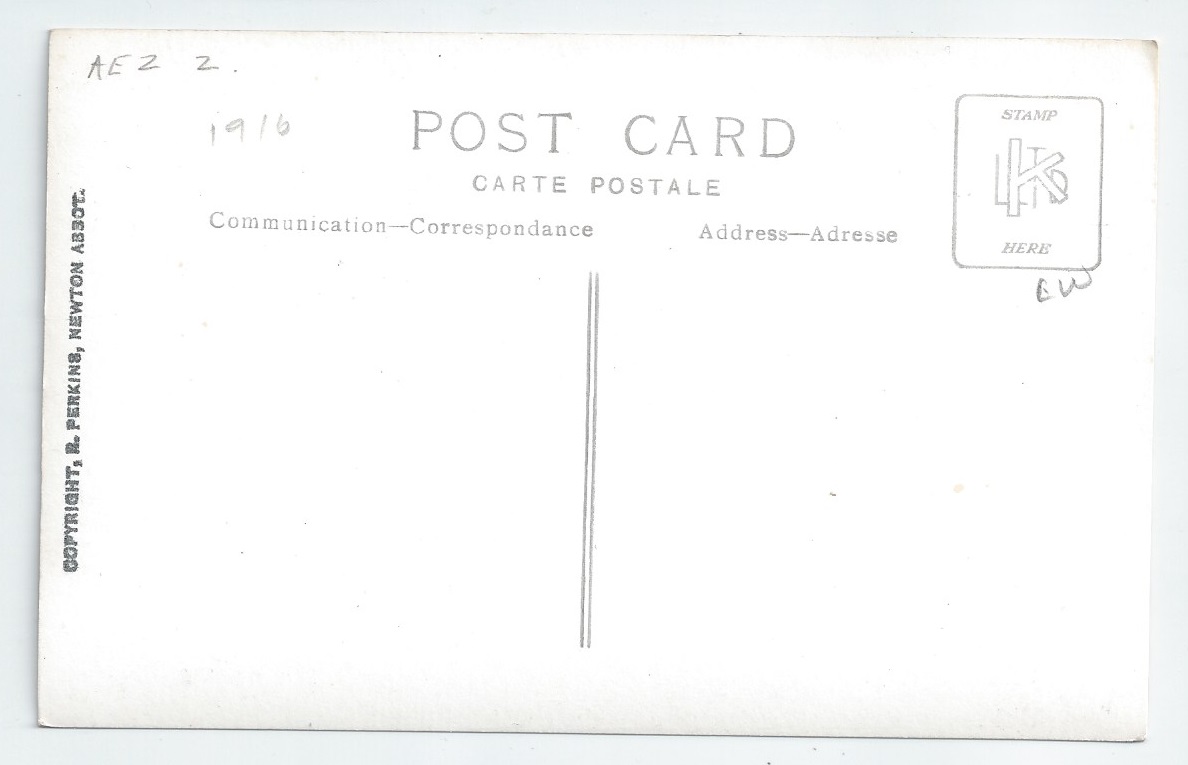 AE2 2.
1916
POST CARD
CARTE POSTALE
Communication—Correspondance
Address—Adresse
STAMP
HERE
EW
COPYRIGHT, R. PERKINS, NEWTON ABBOT.